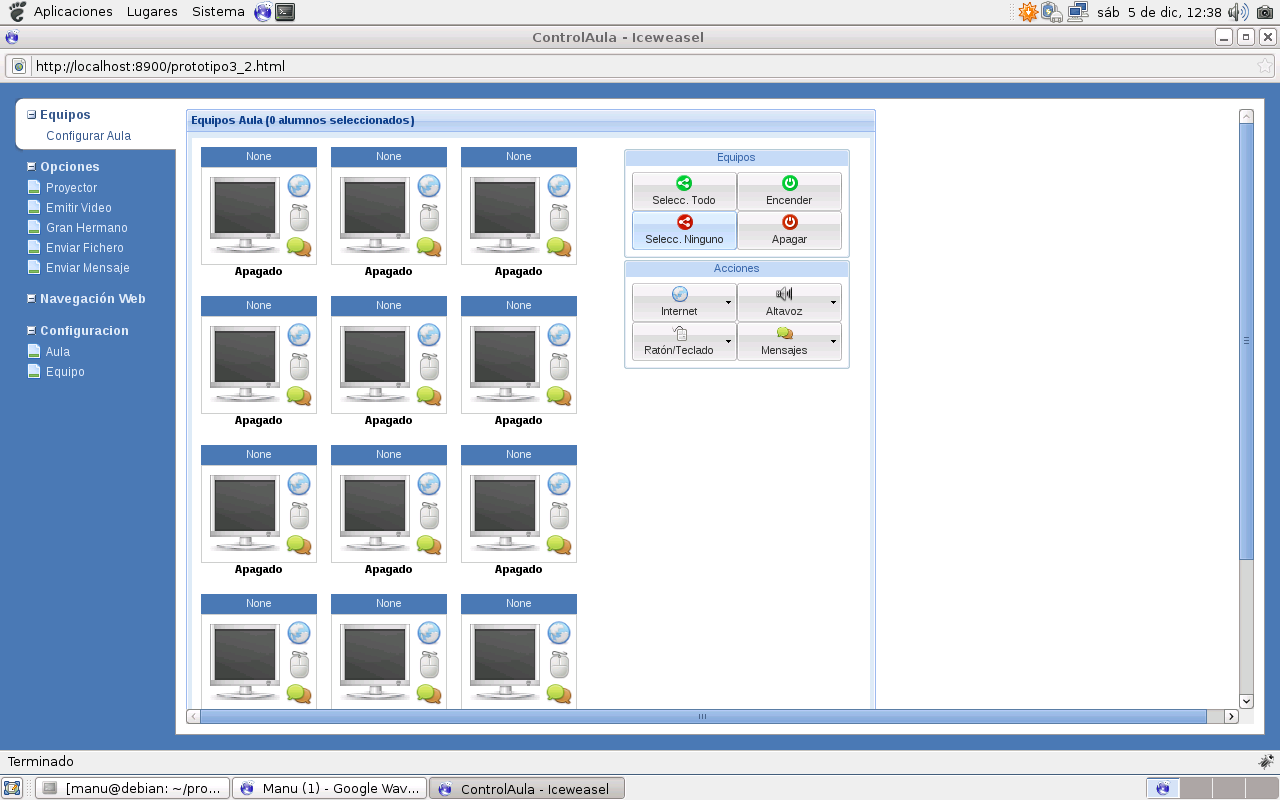 Aplicaciones Lugares Sistema sáb 5 de dic, 12:38
ControlAula - Iceweasel
http://localhost:8900/prototipo3_2.html
Equipos
Configurar Aula
Opciones
Proyector
Emitir Video
Gran Hermano
Enviar Fichero
Enviar Mensaje
Navegación Web
Configuracion
Aula
Equipo
Equipos Aula (0 alumnos seleccionados)
None None None
Apagado Apagado Apagado
None None None
Apagado Apagado Apagado
None None None
Apagado Apagado Apagado
None None None
Equipos
Selecc. Todo Encender
Selecc. Ninguno Apagar
Acciones
Internet Altavoz
Ratón/Teclado Mensajes
Terminado
[manu@debian: ~/pro... Manu (1) - Google Wav... ControlAula - Iceweasel